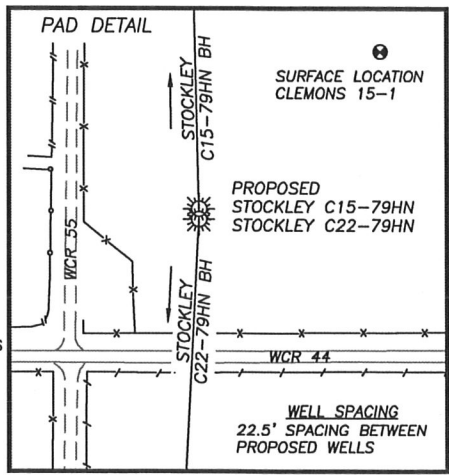 PAD DETAIL
STOCKLEY
C15-79HN BH
SURFACE LOCATION
CLEMONS 15-1
PROPOSED
STOCKLEY C15-79HN
STOCKLEY C22-79HN
WCR 55
STOCKLEY
C22-79HN BH
S
WCR 44
WELL SPACING
22.5' SPACING BETWEEN
PROPOSED WELLS